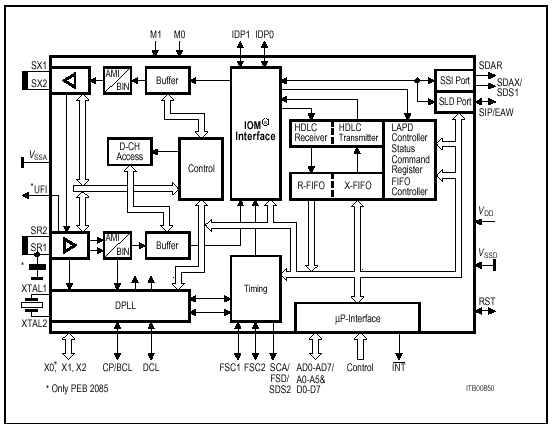 M1 M0 IDP1 IDP0
SX1
SX2
AMI
BIN
Buffer
IOM®
Interface
SSI Port
SLD Port
SDAR
SDAX/
SDS1
SIP/EAW
D-CH
Access
Control
HDLC
Receiver
HDLC
Transmitter
LAPD
Controller
Status
Command
Register
FIFO
Controller
R-FIFO
X-FIFO
VSSA
*UFI
SR2
SR1
*
AMI
BIN
Buffer
VDD
VSSD
XTAL1
XTAL2
DPLL
Timing
µP-Interface
RST
X0* X1, X2
CP/BCL
DCL
FSC1 FSC2
SCA/
FSD/
SDS2
AD0-AD7/
A0-A5&
D0-D7
Control
INT
* Only PEB 2085
ITB00850